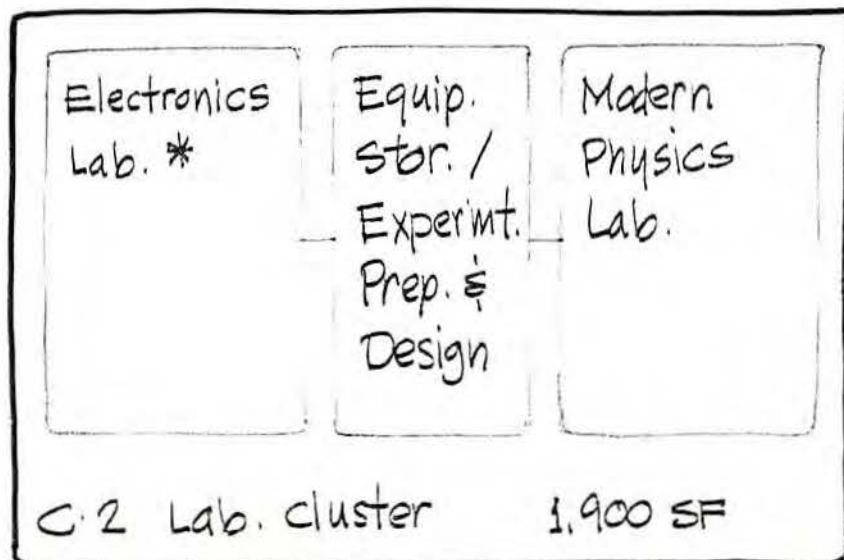 Electronics
Lab. *
Equip.
Stor. /
Experimt.
Prep. &
Design
Modern
Physics
Lab.
C.2 Lab. cluster 1,900 SF